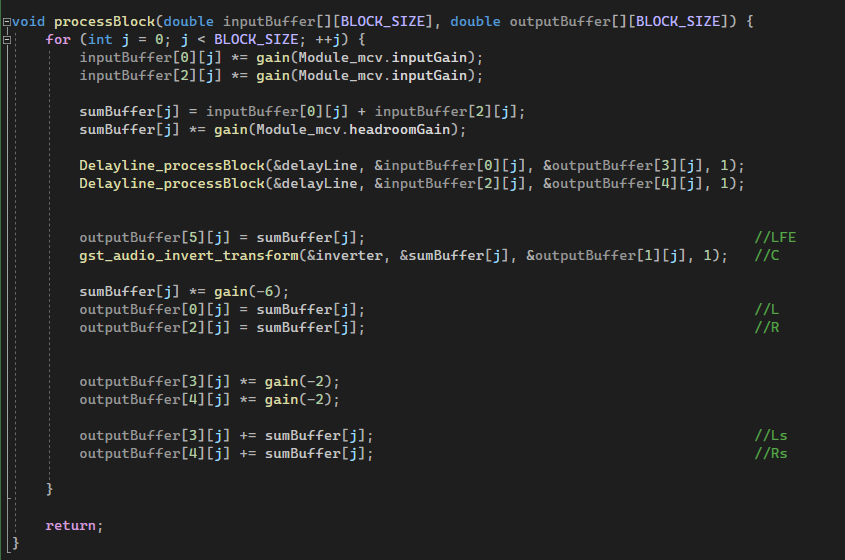 void processBlock(double inputBuffer[][BLOCK_SIZE], double outputBuffer[][BLOCK_SIZE]) {
for (int j = 0; j < BLOCK_SIZE; ++j) {
inputBuffer[0][j] *= gain(Module_mcv.inputGain);
inputBuffer[2][j] *= gain(Module_mcv.inputGain);
sumBuffer[j] = inputBuffer[0][j] + inputBuffer[2][j];
sumBuffer[j] *= gain(Module_mcv.headroomGain);
Delayline_processBlock(&delayLine, &inputBuffer[0][j], &outputBuffer[3][j], 1);
Delayline_processBlock(&delayLine, &inputBuffer[2][j], &outputBuffer[4][j], 1);
outputBuffer[5][j] = sumBuffer[j]; //LFE
gst_audio_invert_transform(&inverter, &sumBuffer[j], &outputBuffer[1][j], 1); //C
sumBuffer[j] *= gain(-6);
outputBuffer[0][j] = sumBuffer[j]; //L
outputBuffer[2][j] = sumBuffer[j]; //R
outputBuffer[3][j] *= gain(-2);
outputBuffer[4][j] *= gain(-2);
outputBuffer[3][j] += sumBuffer[j]; //Ls
outputBuffer[4][j] += sumBuffer[j]; //Rs
}
return;
}